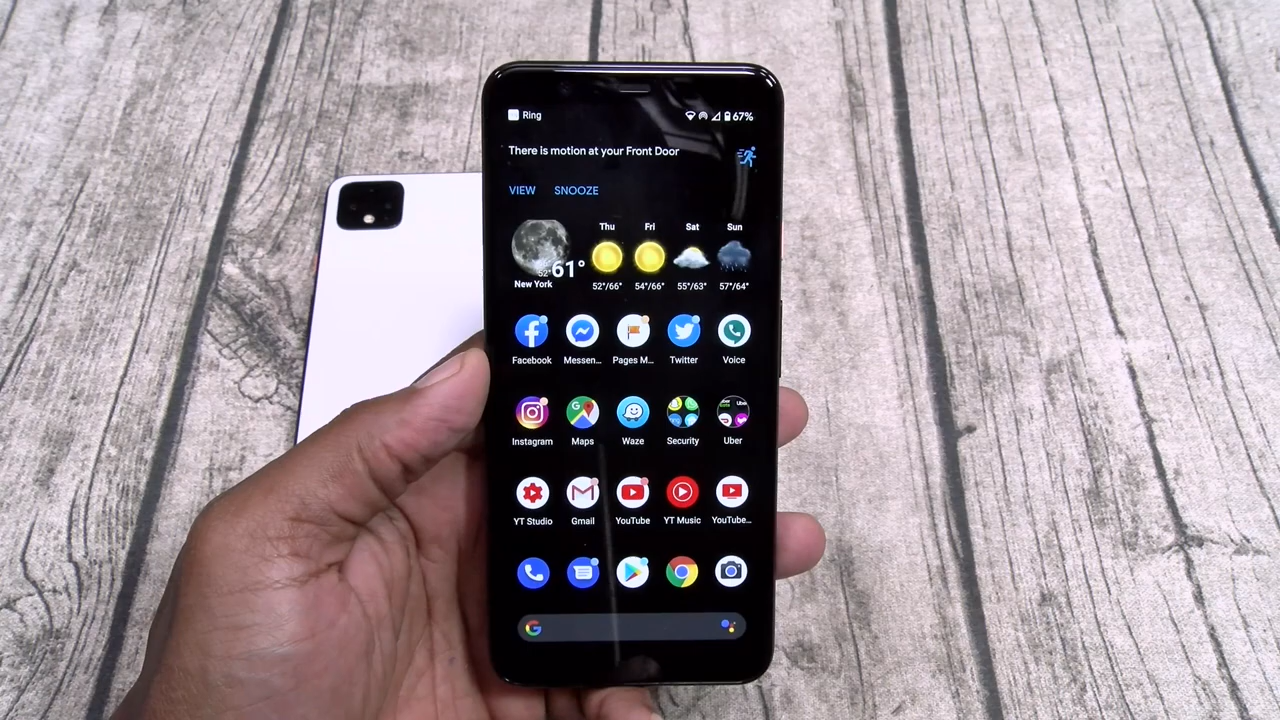 Ring
67%
There is motion at your Front Door
VIEW SNOOZE
Thu Fri Sat Sun
52° 61°
New York 52°/66° 54°/66° 55°/63° 57°/64°
Facebook Messen... Pages M... Twitter Voice
Instagram Maps Waze Security Uber
YT Studio Gmail YouTube YT Music YouTube...